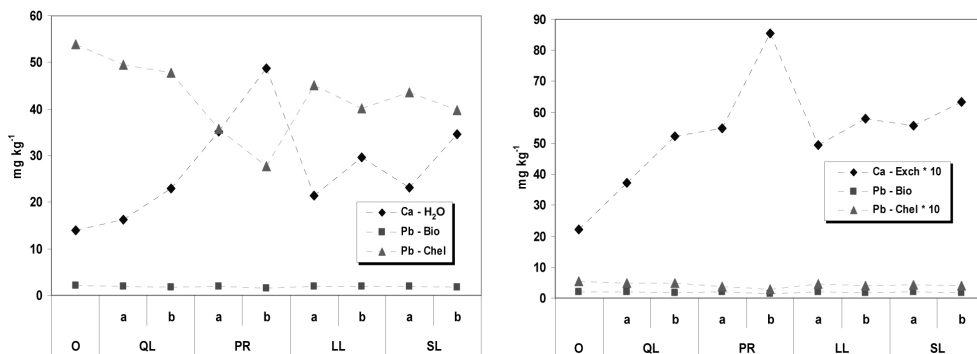 60
50
40
30
20
10
0
mg kg-1
Ca - H2O
Pb - Bio
Pb - Chel
a b a b a b a b
O QL PR LL SL
90
80
70
60
50
40
30
20
10
0
mg kg-1
Ca - Exch * 10
Pb - Bio
Pb - Chel * 10
a b a b a b a b
O QL PR LL SL